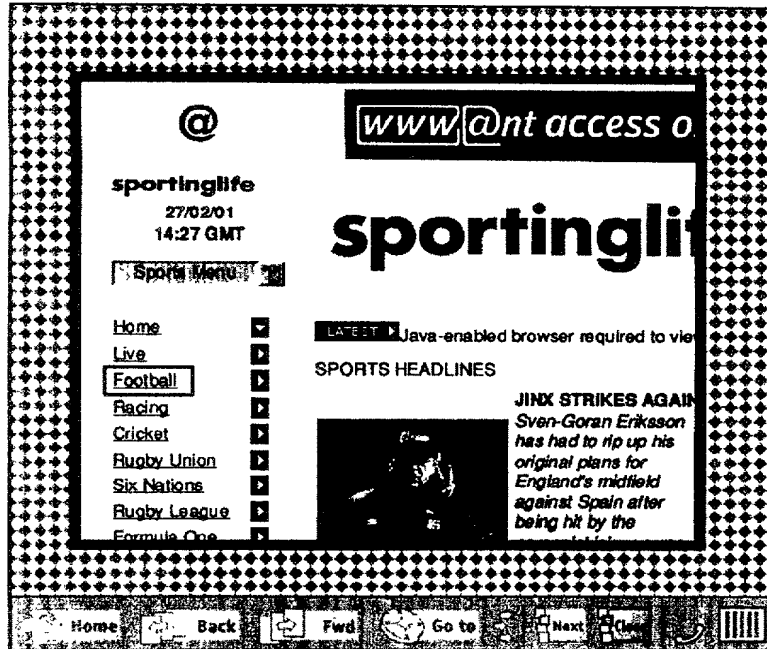 @
www.@nt access o
sportinglife
27/02/01
14:27 GMT
sportinglif
Sports Menu
Home
Live
Football
Racing
Cricket
Rugby Union
Six Nations
Rugby League
Formula One
LATEST Java-enabled browser required to vie
SPORTS HEADLINES
JINX STRIKES AGAIN
Sven-Goran Eriksson
has had to rip up his
original plans for
England's midfield
against Spain after
being hit by the
Home Back Fwd Go to Next Close